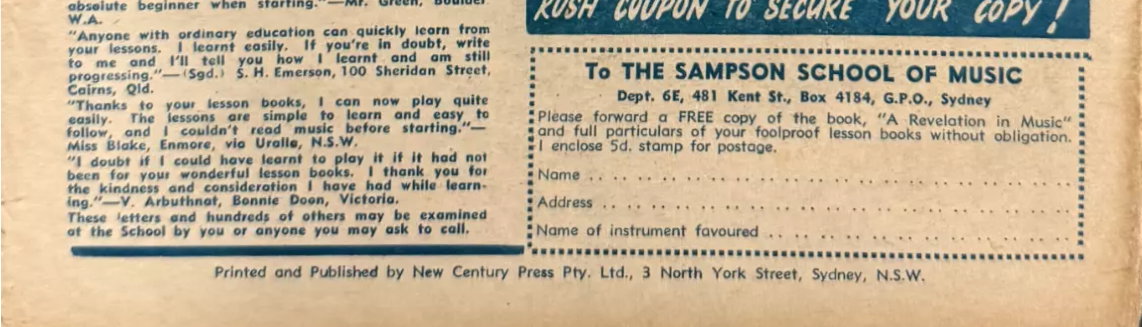 absolute beginner when starting."—Mr. Green, Boulder
W.A.
"Anyone with ordinary education can quickly learn from
your lessons. I learnt easily. If you're in doubt, write
to me and I'll tell you how I learnt and am still
progressing."—(Sgd.) S. H. Emerson, 100 Sheridan Street,
Cairns, Qld.
"Thanks to your lesson books, I can now play quite
easily. The lessons are simple to learn and easy to
follow, and I couldn't read music before starting."—
Miss Blake, Enmore, via Uralla, N.S.W.
"I doubt if I could have learnt to play it if it had not
been for your wonderful lesson books. I thank you for
the kindness and consideration I have had while learn-
ing."—V. Arbuthnot, Bonnie Doon, Victoria.
These letters and hundreds of others may be examined
at the School by you or anyone you may ask to call.
RUSH COUPON TO SECURE YOUR COPY!
To THE SAMPSON SCHOOL OF MUSIC
Dept. 6E, 481 Kent St., Box 4184, G.P.O., Sydney
Please forward a FREE copy of the book, "A Revelation in Music"
and full particulars of your foolproof lesson books without obligation.
I enclose 5d. stamp for postage.
Name
Address
Name of instrument favoured
Printed and Published by New Century Press Pty. Ltd., 3 North York Street, Sydney, N.S.W.